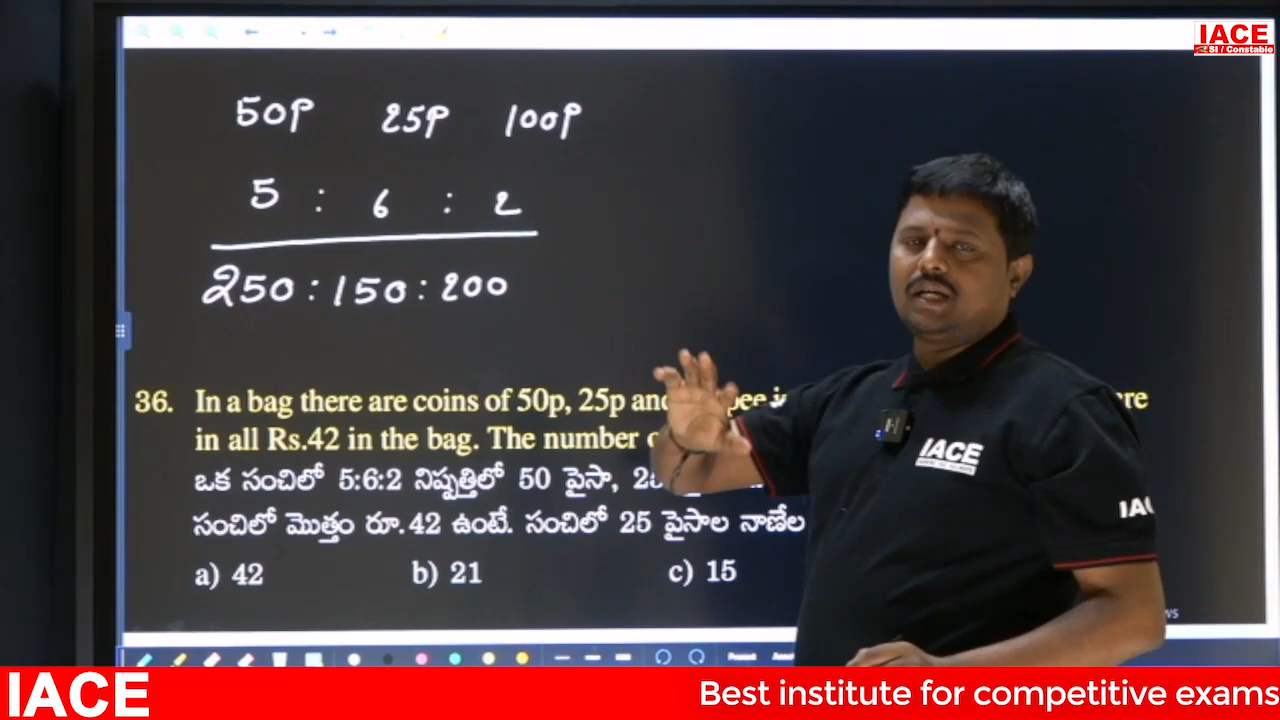 IACE
SI / Constable
50p 25p 100p
5 : 6 : 2
250 : 150 : 200
36. In a bag there are coins of 50p, 25p and
in all Rs.42 in the bag. The number
ఒక సంచిలో 5:6:2 నిష్పత్తిలో 50 పైసా,
సంచిలో మొత్తం రూ.42 ఉంటే. సంచిలో 25 పైసాల నాణేల
a) 42 b) 21 c) 15
IACE
IACE
Best institute for competitive exams